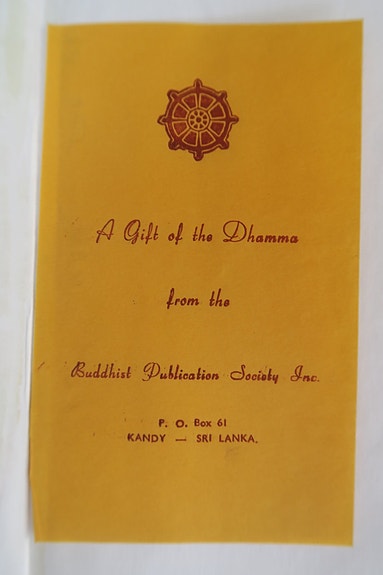 A Gift of the Dhamma
from the
Buddhist Publication Society Inc.
P. O. Box 61
KANDY — SRI LANKA.